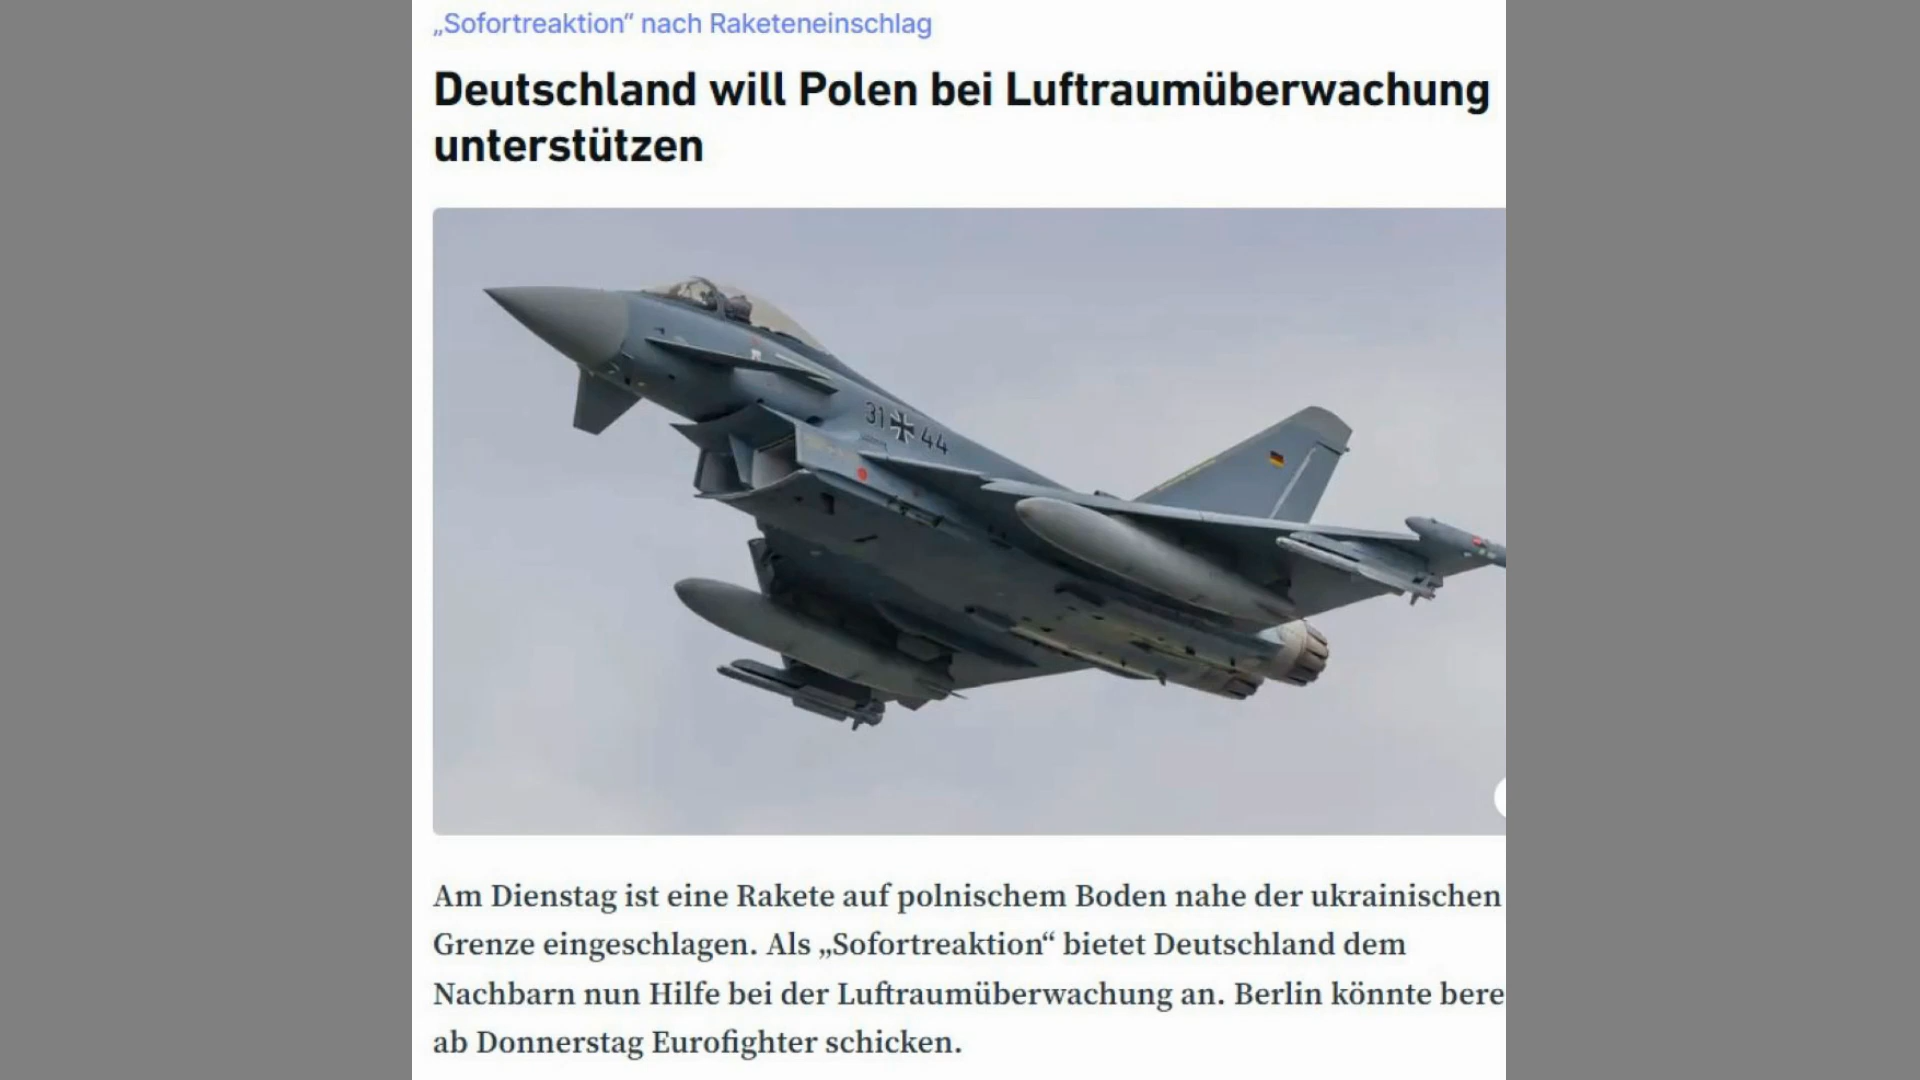 „Sofortreaktion“ nach Raketeneinschlag
Deutschland will Polen bei Luftraumüberwachung
unterstützen
31 44
Am Dienstag ist eine Rakete auf polnischem Boden nahe der ukrainischen
Grenze eingeschlagen. Als „Sofortreaktion“ bietet Deutschland dem
Nachbarn nun Hilfe bei der Luftraumüberwachung an. Berlin könnte bere
ab Donnerstag Eurofighter schicken.